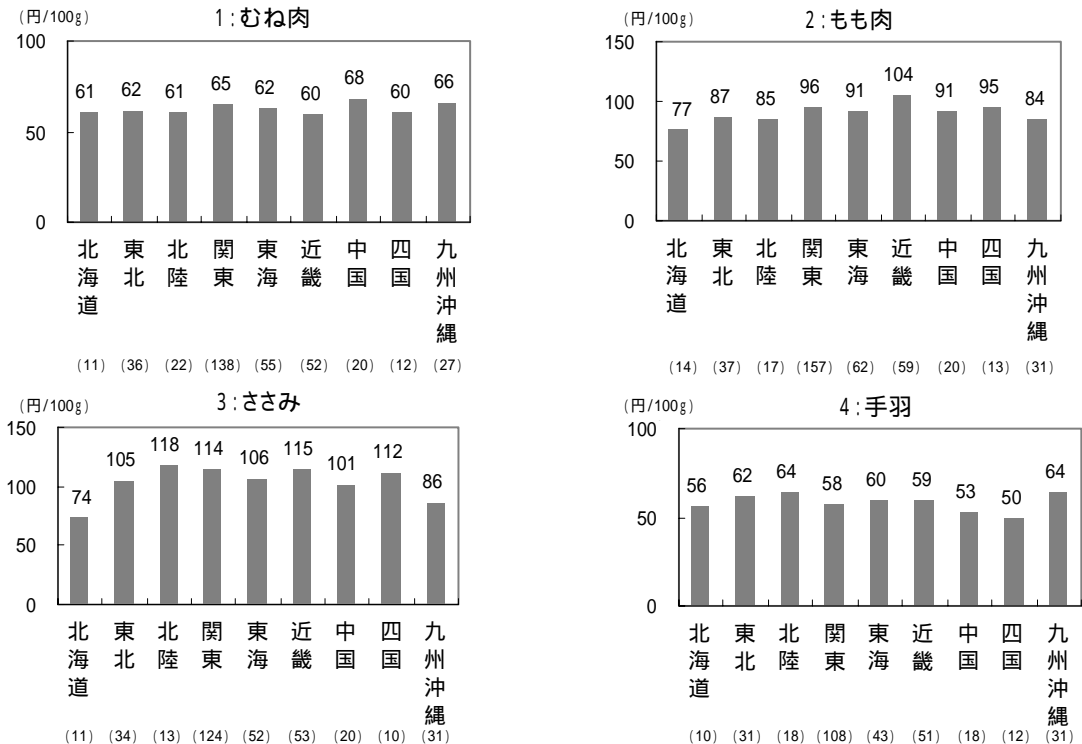 (円/100g)
1:むね肉
100
50
0
61 62 61 65 62 60 68 60 66
北海道 東北 北陸 関東 東海 近畿 中国 四国 九州沖縄
(11) (36) (22) (138) (55) (52) (20) (12) (27)
(円/100g)
2:もも肉
150
100
50
0
77 87 85 96 91 104 91 95 84
北海道 東北 北陸 関東 東海 近畿 中国 四国 九州沖縄
(14) (37) (17) (157) (62) (59) (20) (13) (31)
(円/100g)
3:ささみ
150
100
50
0
74 105 118 114 106 115 101 112 86
北海道 東北 北陸 関東 東海 近畿 中国 四国 九州沖縄
(11) (34) (13) (124) (52) (53) (20) (10) (31)
(円/100g)
4:手羽
100
50
0
56 62 64 58 60 59 53 50 64
北海道 東北 北陸 関東 東海 近畿 中国 四国 九州沖縄
(10) (31) (18) (108) (43) (51) (18) (12) (31)